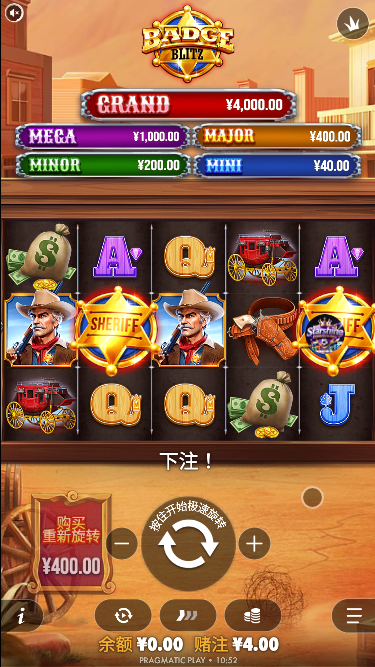 BADGE
BLITZ
GRAND ¥4,000.00
MEGA ¥1,000.00 MAJOR ¥400.00
MINOR ¥200.00 MINI ¥40.00
A Q A
SHERIFF Starshine
Q Q J
下注！
按住开始极速旋转
购买
重新旋转
¥400.00
余额 ¥0.00 赌注 ¥4.00
PRAGMATIC PLAY • 10:52